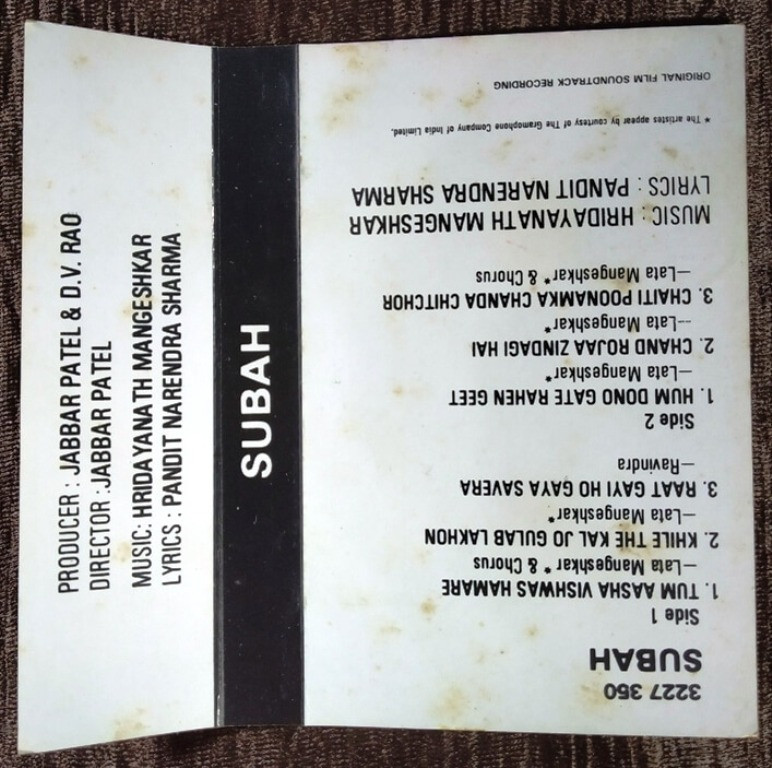 PRODUCER : JABBAR PATEL & D.V. RAO
DIRECTOR : JABBAR PATEL
MUSIC: HRIDAYANATH MANGESHKAR
LYRICS : PANDIT NARENDRA SHARMA
SUBAH
3227 350
SUBAH
Side 1
1. TUM AASHA VISHWAS HAMARE
—Lata Mangeshkar * & Chorus
2. KHILE THE KAL JO GULAB LAKHON
—Lata Mangeshkar*
3. RAAT GAYI HO GAYA SAVERA
—Ravindra
Side 2
1. HUM DONO GATE RAHEN GEET
—Lata Mangeshkar*
2. CHAND ROJAA ZINDAGI HAI
—Lata Mangeshkar*
3. CHAITI POONAMKA CHANDA CHITCHOR
—Lata Mangeshkar* & Chorus
MUSIC : HRIDAYANATH MANGESHKAR
LYRICS : PANDIT NARENDRA SHARMA
* The artistes appear by courtesy of The Gramophone Company of India Limited.
ORIGINAL FILM SOUNDTRACK RECORDING